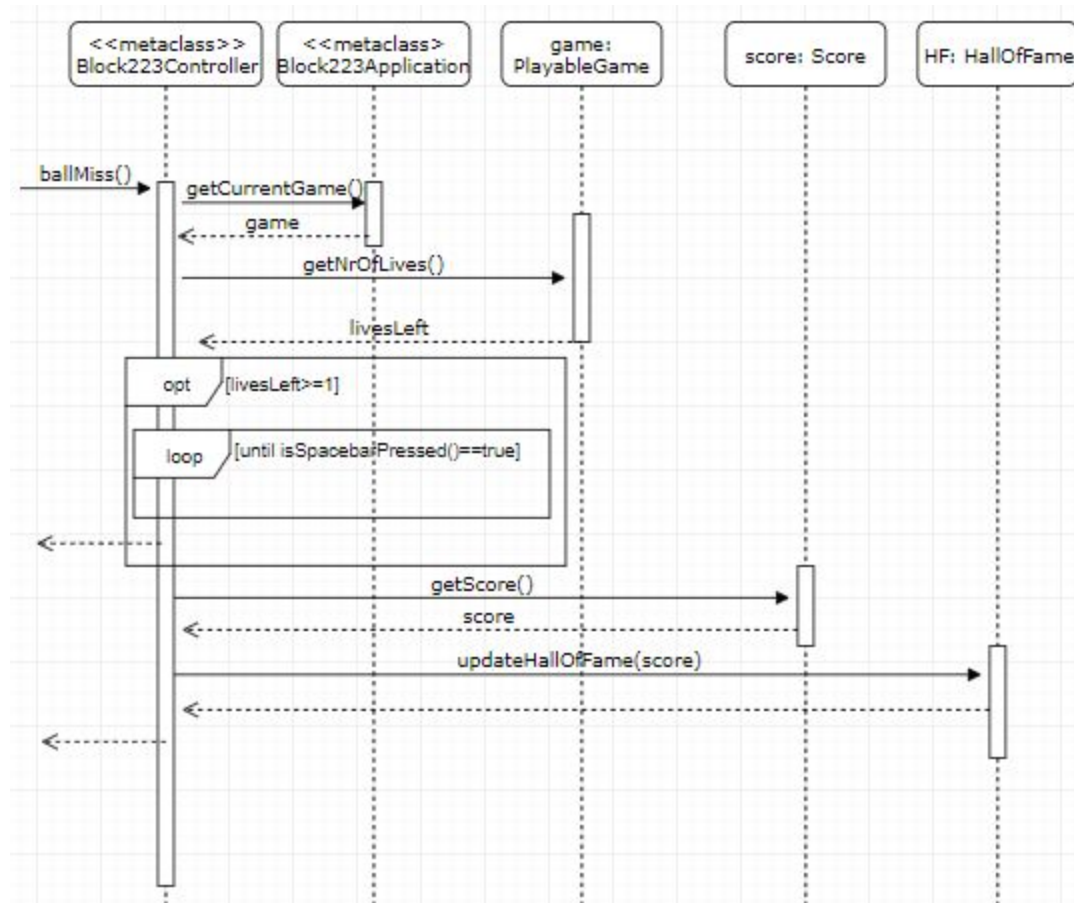 <<metaclass>>
Block223Controller
<<metaclass>
Block223Application
game:
PlayableGame
score: Score
HF: HallOfFame
ballMiss()
getCurrentGame()
game
getNrOfLives()
livesLeft
opt
[livesLeft>=1]
loop
[until isSpacebarPressed()==true]
getScore()
score
updateHallOfFame(score)